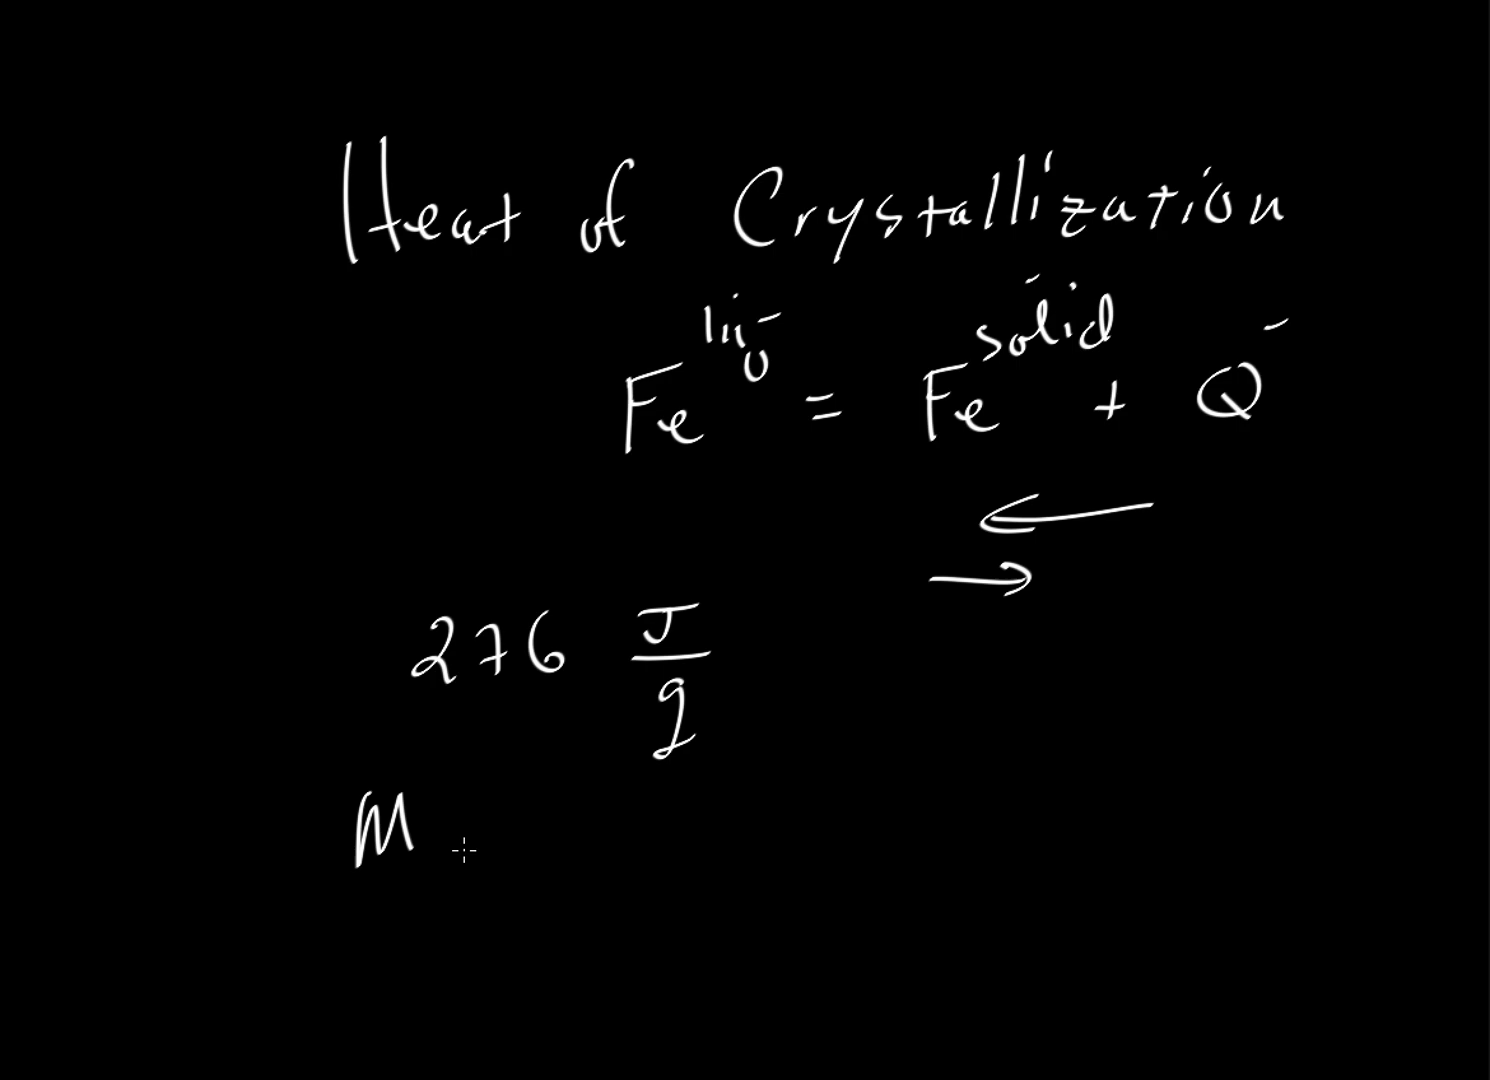 Heat of Crystallization
Fe liq = Fe solid + Q
276 J/g
M